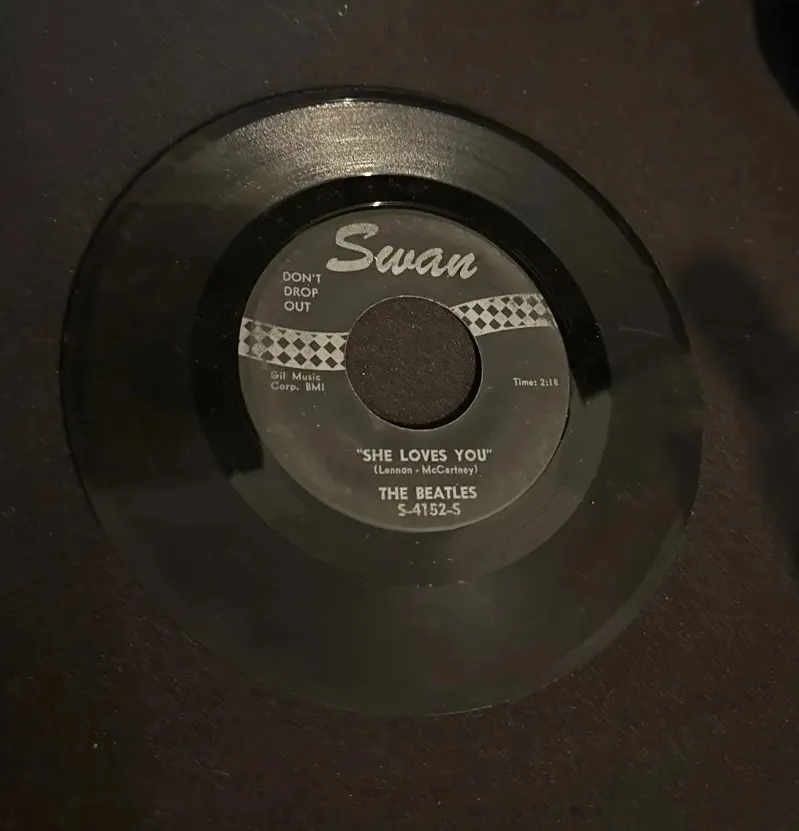 Swan
DON'T
DROP
OUT
Gil Music
Corp. BMI
Time: 2:18
"SHE LOVES YOU"
(Lennon - McCartney)
THE BEATLES
S-4152-S